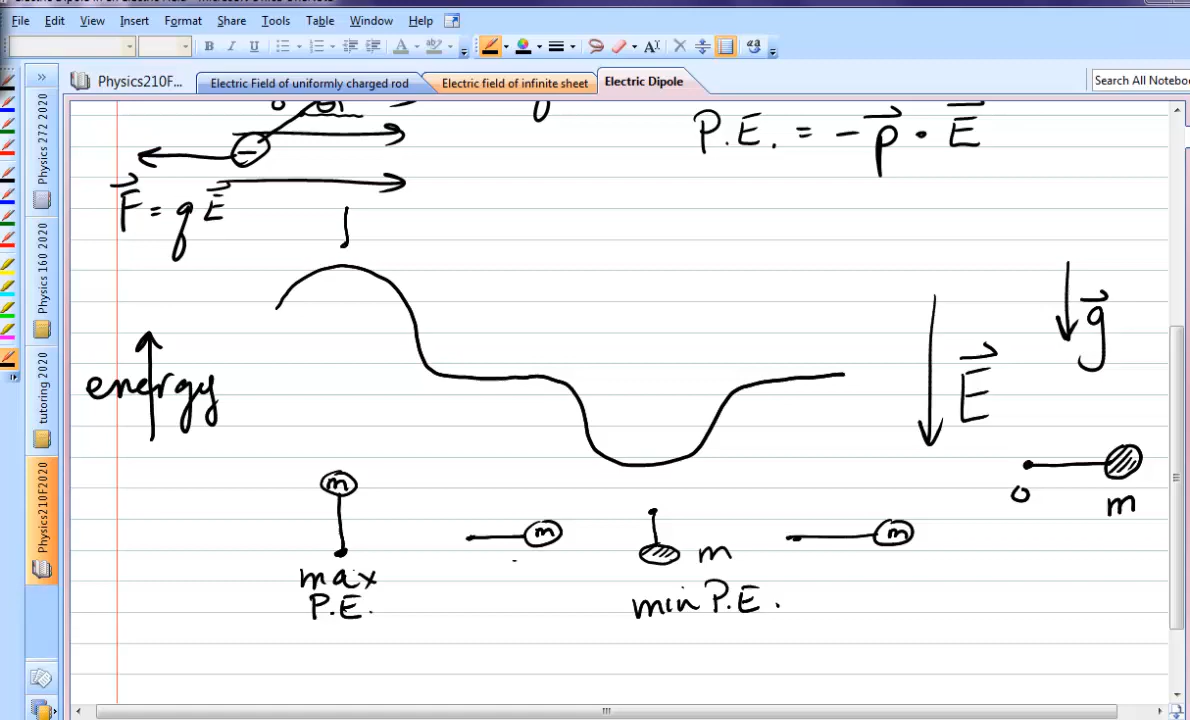 File Edit View Insert Format Share Tools Table Window Help
B I U
Physics210F... Electric Field of uniformly charged rod Electric field of infinite sheet Electric Dipole Search All Notebo
Physics 272 2020
Physics 160 2020
tutoring 2020
Physics210F2020
P.E. = -p⃗ · E⃗
F⃗ = qE⃗
energy
E⃗
g⃗
m
m
m
m
o
m
m
max
P.E.
min P.E.